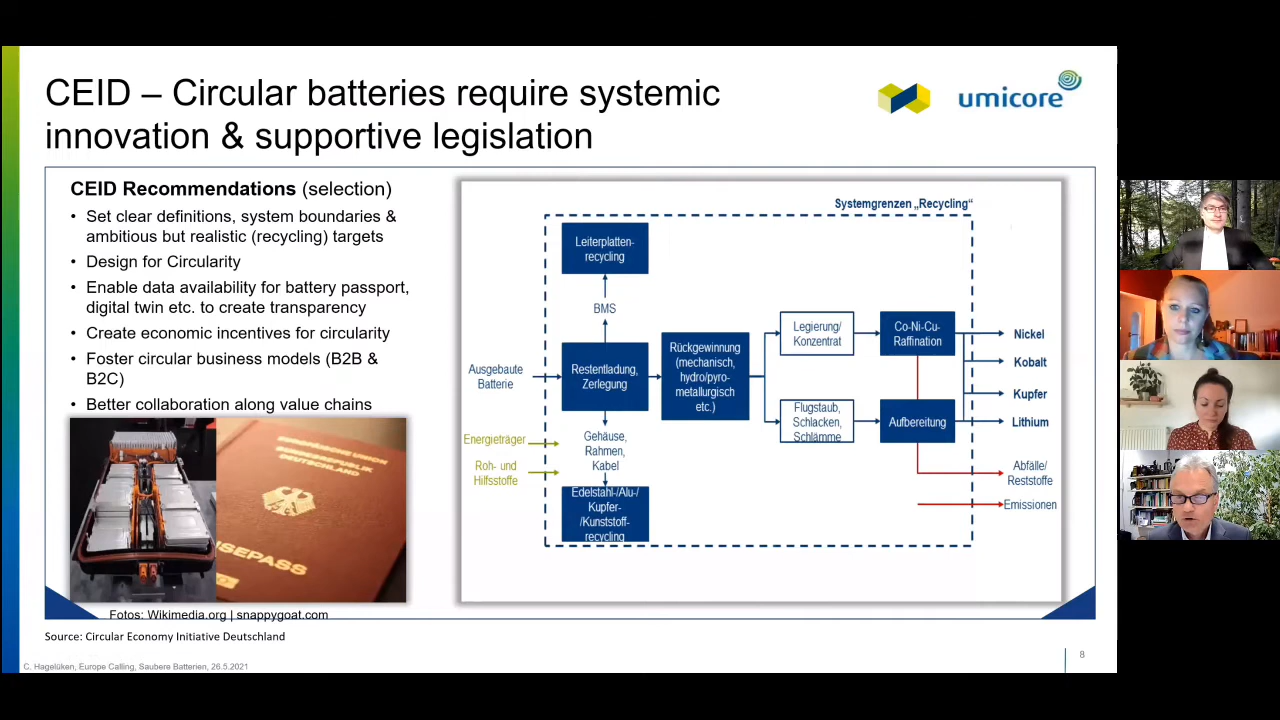 CEID – Circular batteries require systemic
innovation & supportive legislation
umicore
CEID Recommendations (selection)
• Set clear definitions, system boundaries &
ambitious but realistic (recycling) targets
• Design for Circularity
• Enable data availability for battery passport,
digital twin etc. to create transparency
• Create economic incentives for circularity
• Foster circular business models (B2B &
B2C)
• Better collaboration along value chains
Systemgrenzen „Recycling“
Leiterplatten-
recycling
BMS
Ausgebaute
Batterie
Restentladung,
Zerlegung
Rückgewinnung
(mechanisch,
hydro/pyro-
metallurgisch
etc.)
Legierung/
Konzentrat
Co-Ni-Cu-
Raffination
Flugstaub,
Schlacken,
Schlämme
Aufbereitung
Nickel
Kobalt
Kupfer
Lithium
Energieträger
Roh- und
Hilfsstoffe
Gehäuse,
Rahmen,
Kabel
Edelstahl-/Alu-/
Kupfer-
/Kunststoff-
recycling
Abfälle/
Reststoffe
Emissionen
BUNDESREPUBLIK
DEUTSCHLAND
SEPASS
Fotos: Wikimedia.org | snappygoat.com
Source: Circular Economy Initiative Deutschland
C. Hagelüken, Europe Calling, Saubere Batterien, 26.5.2021
8